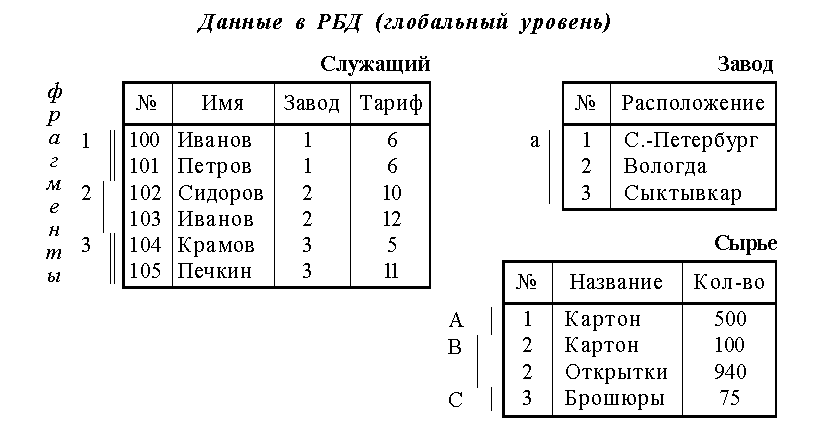 Данные в РБД (глобальный уровень)
Служащий
фрагменты
№ Имя Завод Тариф
1 100 Иванов 1 6
101 Петров 1 6
2 102 Сидоров 2 10
103 Иванов 2 12
3 104 Крамов 3 5
105 Печкин 3 11
Завод
№ Расположение
а 1 С.-Петербург
2 Вологда
3 Сыктывкар
Сырье
№ Название Кол-во
A 1 Картон 500
B 2 Картон 100
2 Открытки 940
C 3 Брошюры 75